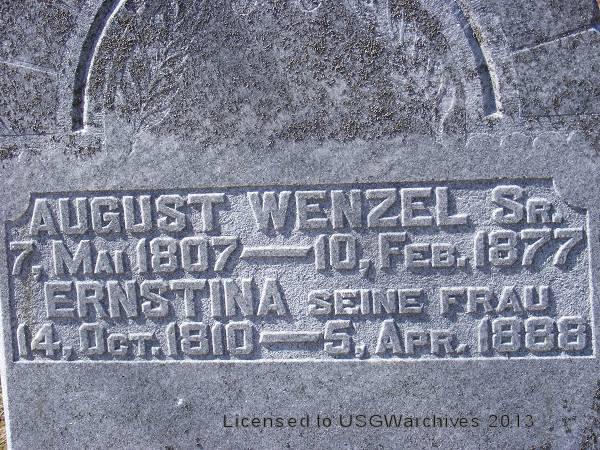 AUGUST WENZEL SR.
7, MAI 1807—10, FEB. 1877
ERNSTINA SEINE FRAU
14, OCT. 1810—5, APR. 1888
Licensed to USGWarchives 2013